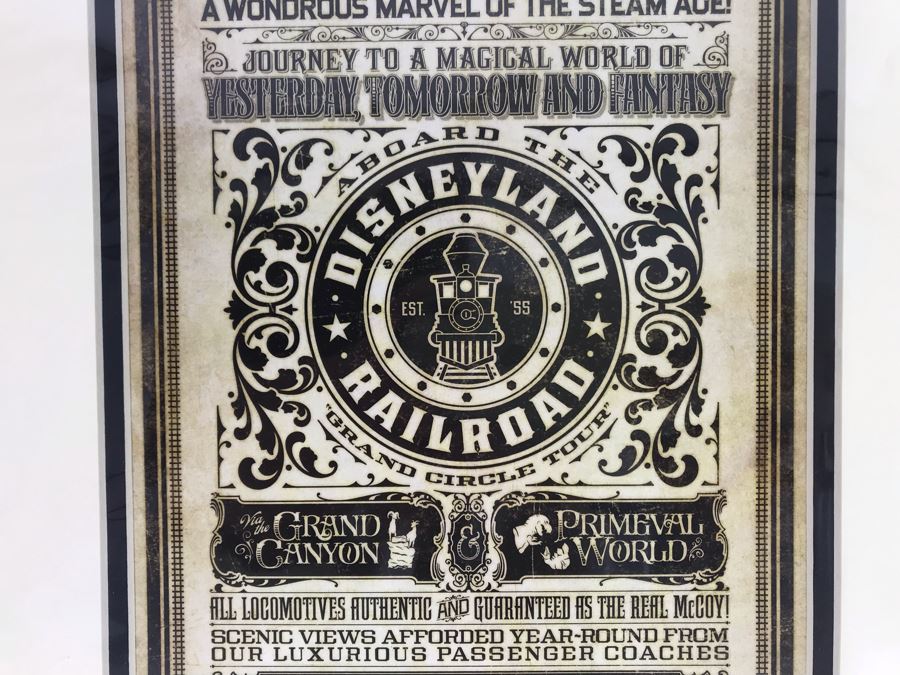 A WONDROUS MARVEL OF THE STEAM AGE!
JOURNEY TO A MAGICAL WORLD OF
YESTERDAY, TOMORROW AND FANTASY
ABOARD THE
DISNEYLAND
EST. '55
RAILROAD
"GRAND CIRCLE TOUR"
Via the GRAND CANYON & PRIMEVAL WORLD
ALL LOCOMOTIVES AUTHENTIC AND GUARANTEED AS THE REAL McCOY!
SCENIC VIEWS AFFORDED YEAR-ROUND FROM
OUR LUXURIOUS PASSENGER COACHES